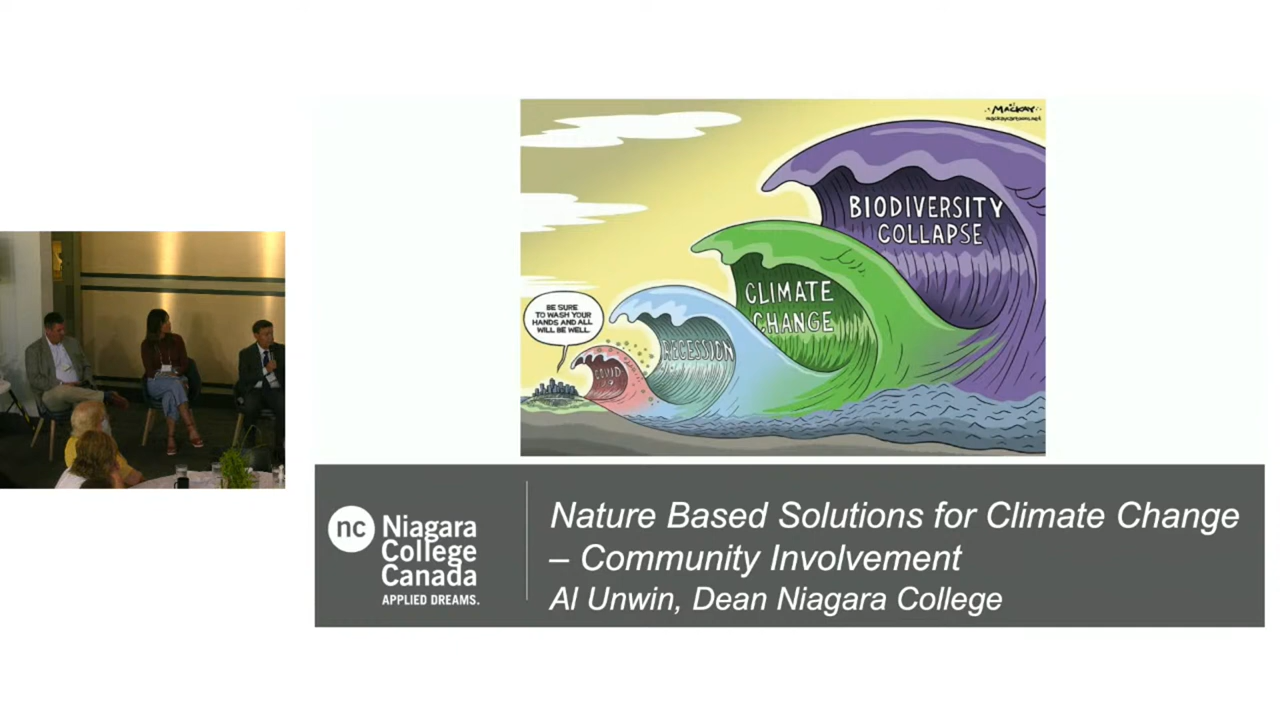 MACKAY
mackaycartoons.net
BIODIVERSITY
COLLAPSE
CLIMATE
CHANGE
BE SURE
TO WASH YOUR
HANDS AND ALL
WILL BE WELL.
RECESSION
COVID
19
nc
Niagara
College
Canada
APPLIED DREAMS.
Nature Based Solutions for Climate Change
– Community Involvement
Al Unwin, Dean Niagara College